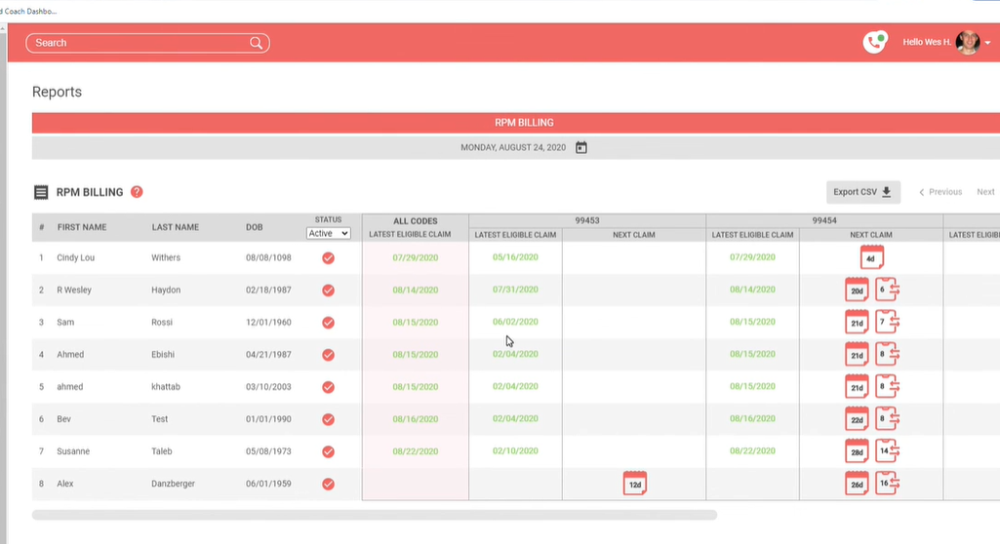 d Coach Dashbo...
Search
Hello Wes H.
Reports
RPM BILLING
MONDAY, AUGUST 24, 2020
RPM BILLING ? Export CSV Previous Next
# FIRST NAME LAST NAME DOB STATUS Active ALL CODES LATEST ELIGIBLE CLAIM 99453 LATEST ELIGIBLE CLAIM NEXT CLAIM 99454 LATEST ELIGIBLE CLAIM NEXT CLAIM LATEST ELIGIB
1 Cindy Lou Withers 08/08/1098 07/29/2020 05/16/2020 07/29/2020 4d
2 R Wesley Haydon 02/18/1987 08/14/2020 07/31/2020 08/14/2020 20d 6
3 Sam Rossi 12/01/1960 08/15/2020 06/02/2020 08/15/2020 21d 7
4 Ahmed Ebishi 04/21/1987 08/15/2020 02/04/2020 08/15/2020 21d 8
5 ahmed khattab 03/10/2003 08/15/2020 02/04/2020 08/15/2020 21d 8
6 Bev Test 01/01/1990 08/16/2020 02/04/2020 08/16/2020 22d 8
7 Susanne Taleb 05/08/1973 08/22/2020 02/10/2020 08/22/2020 28d 14
8 Alex Danzberger 06/01/1959 12d 26d 16